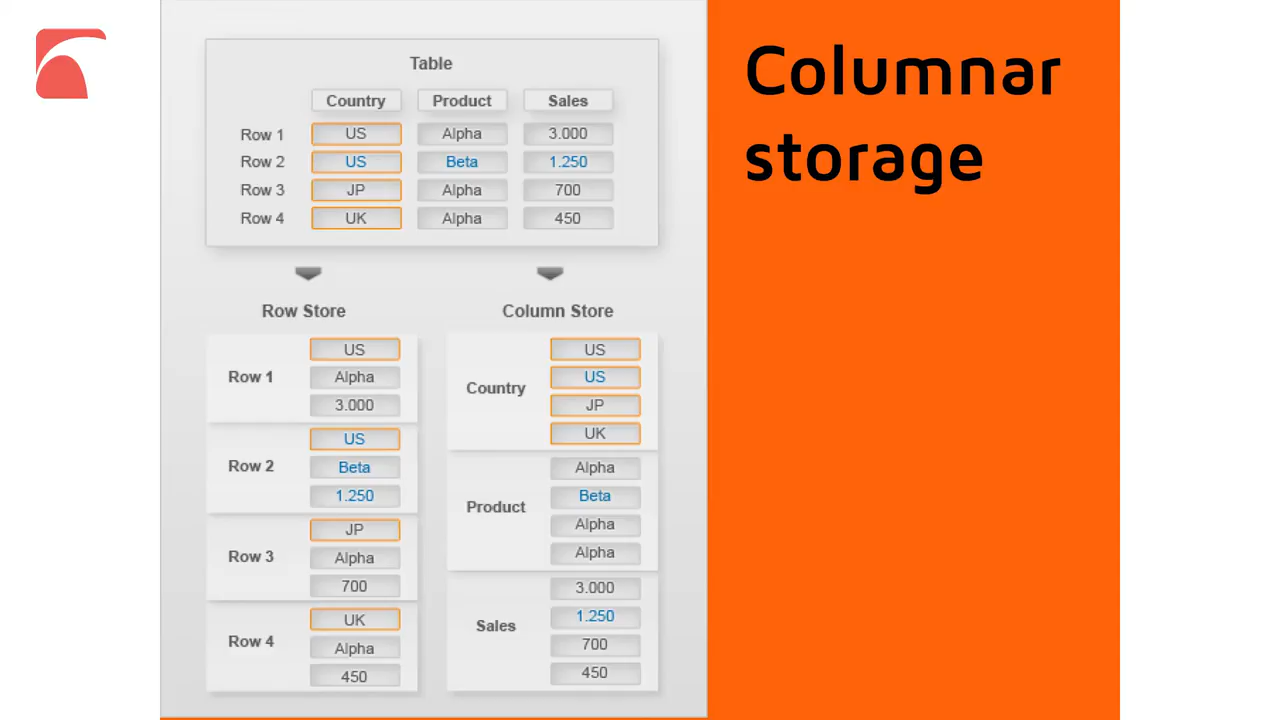 Columnar
storage
Table
Country Product Sales
Row 1 US Alpha 3.000
Row 2 US Beta 1.250
Row 3 JP Alpha 700
Row 4 UK Alpha 450
Row Store
Row 1
US
Alpha
3.000
Row 2
US
Beta
1.250
Row 3
JP
Alpha
700
Row 4
UK
Alpha
450
Column Store
Country
US
US
JP
UK
Product
Alpha
Beta
Alpha
Alpha
Sales
3.000
1.250
700
450